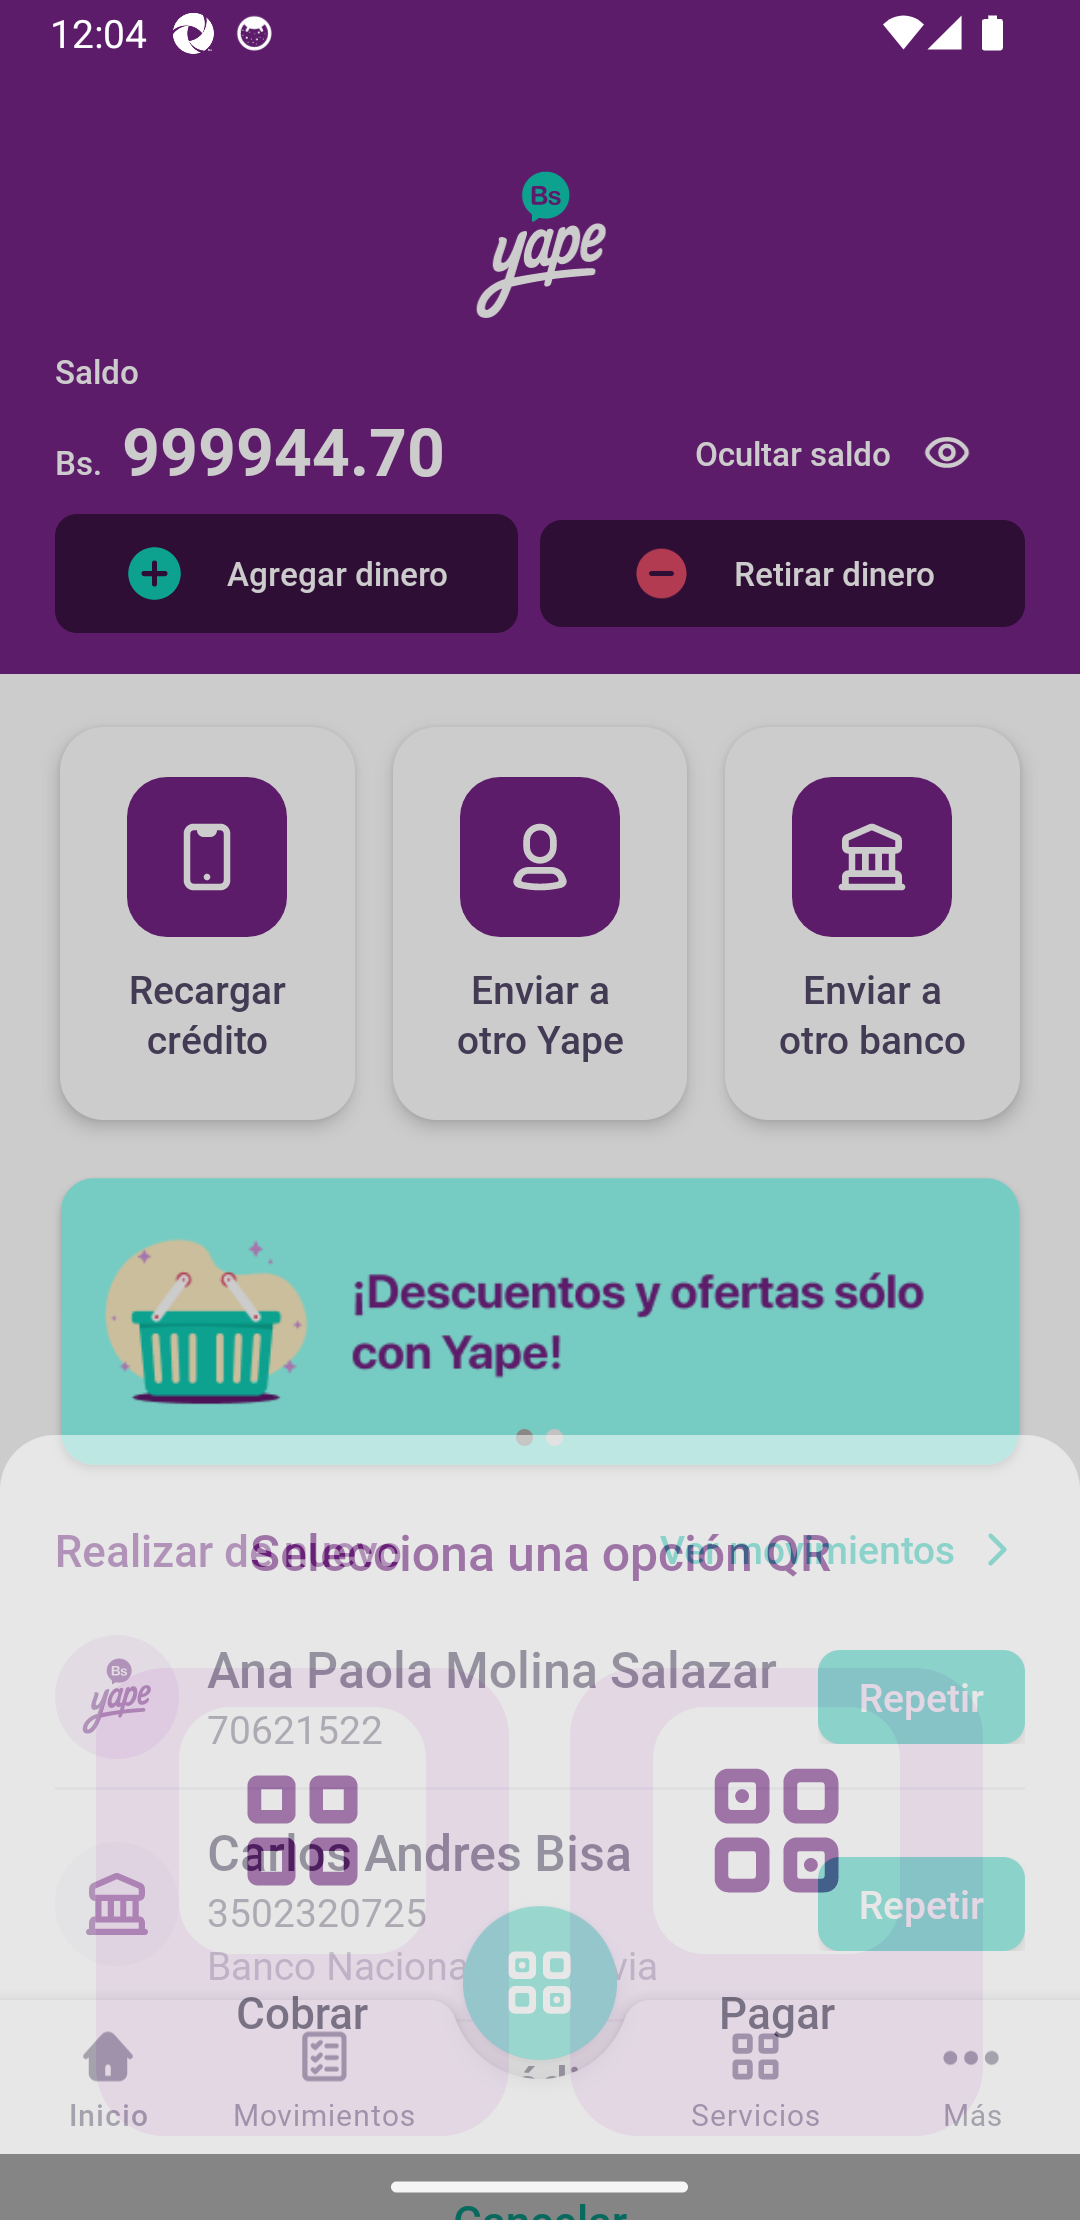 12:04
Bs
yape
Saldo
Bs. 999944.70
Ocultar saldo
Agregar dinero
Retirar dinero
Recargar
crédito
Enviar a
otro Yape
Enviar a
otro banco
¡Descuentos y ofertas sólo
con Yape!
Realizar de nuevo
Selecciona una opción QR
Ver movimientos
Bs
yape
Ana Paola Molina Salazar
70621522
Repetir
Carlos Andres Bisa
3502320725
Repetir
Banco Naciona via
Cobrar
Pagar
Inicio
Movimientos
Servicios
Más
Cancelar